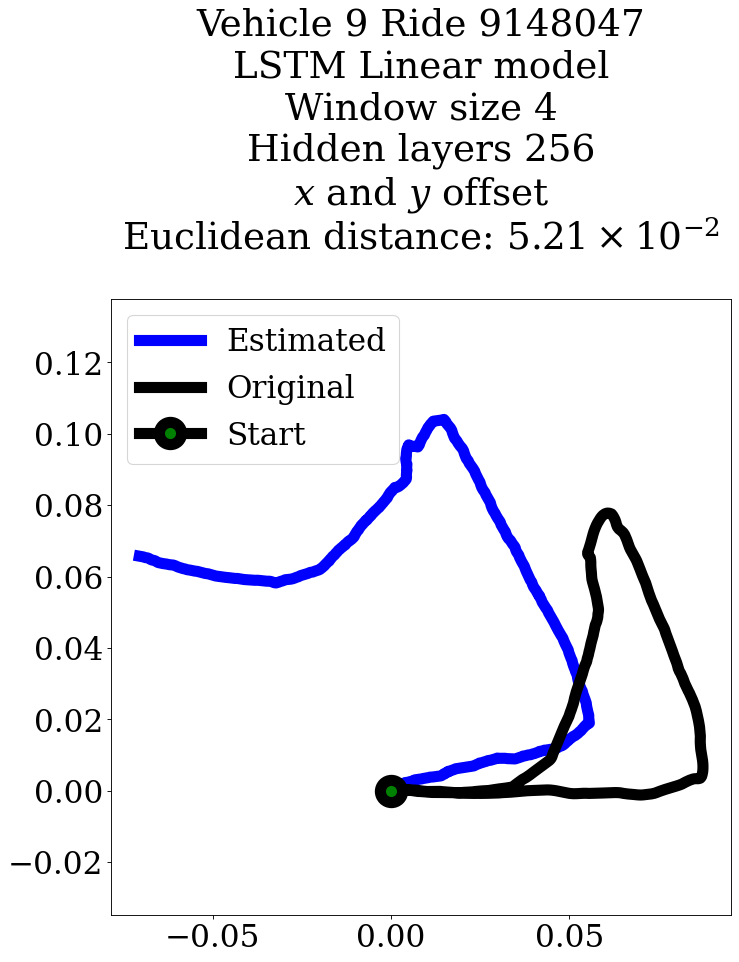 Vehicle 9 Ride 9148047
LSTM Linear model
Window size 4
Hidden layers 256
x and y offset
Euclidean distance: 5.21 × 10⁻²
Estimated
Original
Start
0.12
0.10
0.08
0.06
0.04
0.02
0.00
−0.02
−0.05
0.00
0.05